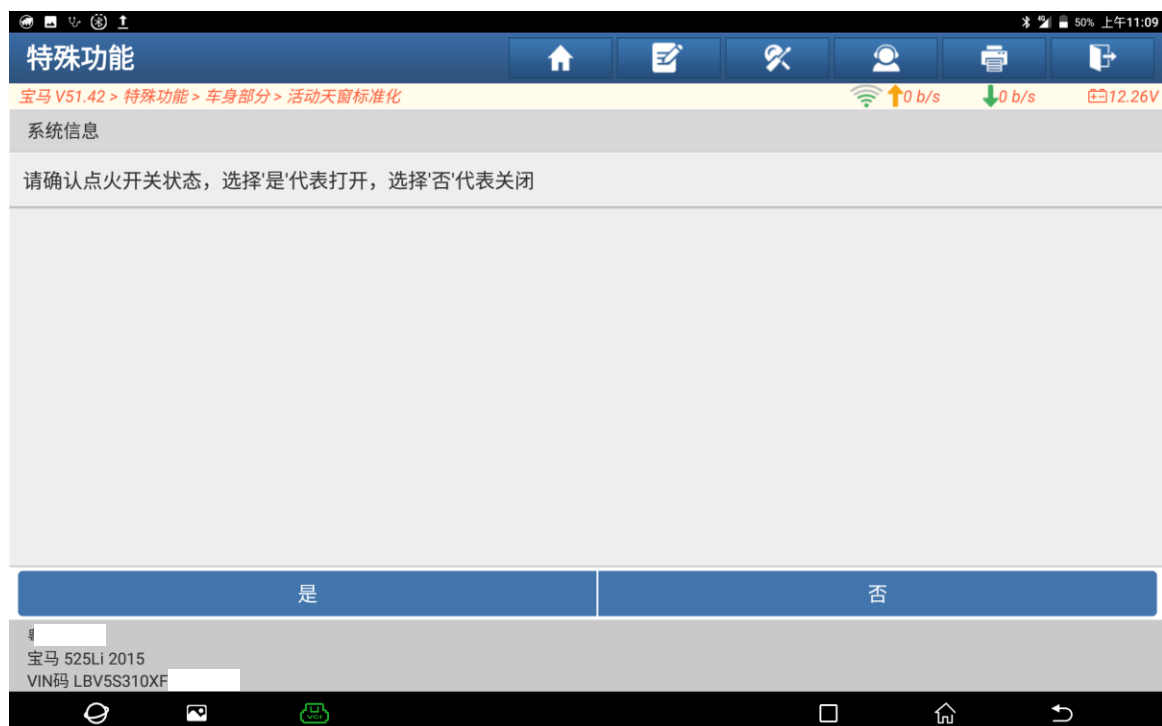 50% 上午11:09
特殊功能
宝马 V51.42 > 特殊功能 > 车身部分 > 活动天窗标准化 0 b/s 0 b/s 12.26V
系统信息
请确认点火开关状态，选择'是'代表打开，选择'否'代表关闭
是 否
宝马 525Li 2015
VIN码 LBV5S310XF
VCI